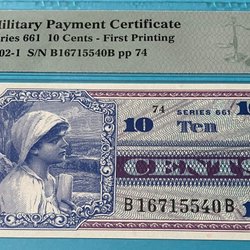 Military Payment Certificate
Series 661 10 Cents - First Printing
02-1 S/N B16715540B pp 74
74 SERIES 661
10 Ten 10
CENTS
B16715540B